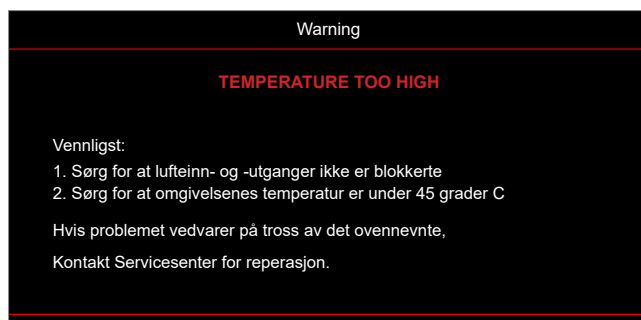 Warning
TEMPERATURE TOO HIGH
Vennligst:
1. Sørg for at lufteinn- og -utganger ikke er blokkerte
2. Sørg for at omgivelsenes temperatur er under 45 grader C
Hvis problemet vedvarer på tross av det ovennevnte,
Kontakt Servicesenter for reperasjon.